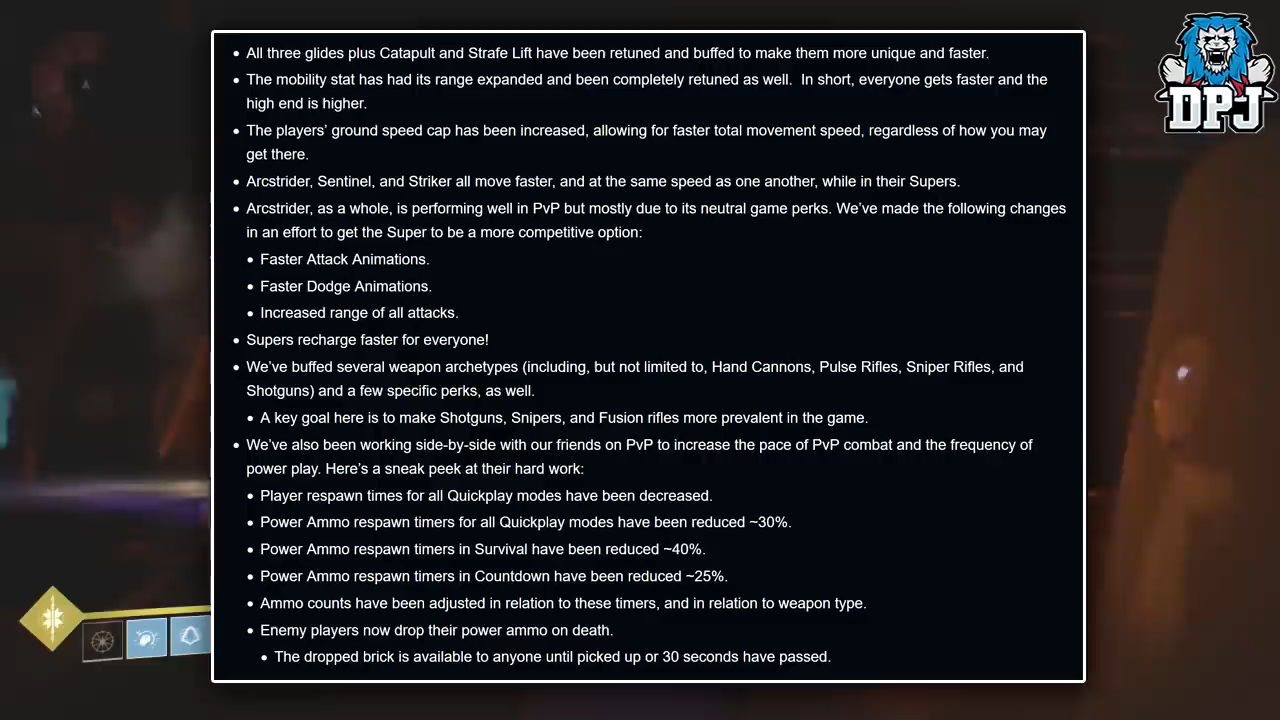 All three glides plus Catapult and Strafe Lift have been retuned and buffed to make them more unique and faster.
The mobility stat has had its range expanded and been completely retuned as well.  In short, everyone gets faster and the
high end is higher.
The players' ground speed cap has been increased, allowing for faster total movement speed, regardless of how you may
get there.
Arcstrider, Sentinel, and Striker all move faster, and at the same speed as one another, while in their Supers.
Arcstrider, as a whole, is performing well in PvP but mostly due to its neutral game perks. We've made the following changes
in an effort to get the Super to be a more competitive option:
Faster Attack Animations.
Faster Dodge Animations.
Increased range of all attacks.
Supers recharge faster for everyone!
We've buffed several weapon archetypes (including, but not limited to, Hand Cannons, Pulse Rifles, Sniper Rifles, and
Shotguns) and a few specific perks, as well.
A key goal here is to make Shotguns, Snipers, and Fusion rifles more prevalent in the game.
We've also been working side-by-side with our friends on PvP to increase the pace of PvP combat and the frequency of
power play. Here's a sneak peek at their hard work:
Player respawn times for all Quickplay modes have been decreased.
Power Ammo respawn timers for all Quickplay modes have been reduced ~30%.
Power Ammo respawn timers in Survival have been reduced ~40%.
Power Ammo respawn timers in Countdown have been reduced ~25%.
Ammo counts have been adjusted in relation to these timers, and in relation to weapon type.
Enemy players now drop their power ammo on death.
The dropped brick is available to anyone until picked up or 30 seconds have passed.
DPJ